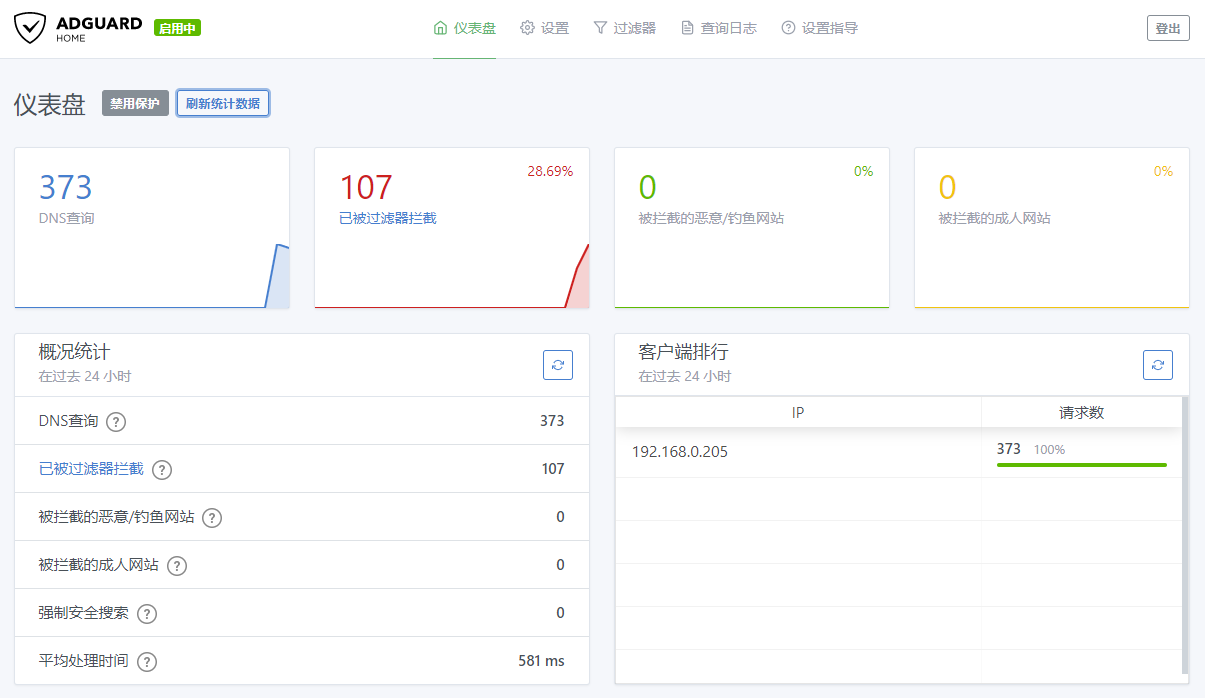 ADGUARD
HOME
启用中
仪表盘 设置 过滤器 查询日志 设置指导
登出
仪表盘 禁用保护 刷新统计数据
373
DNS查询
107 28.69%
已被过滤器拦截
0 0%
被拦截的恶意/钓鱼网站
0 0%
被拦截的成人网站
概况统计
在过去 24 小时
DNS查询 ? 373
已被过滤器拦截 ? 107
被拦截的恶意/钓鱼网站 ? 0
被拦截的成人网站 ? 0
强制安全搜索 ? 0
平均处理时间 ? 581 ms
客户端排行
在过去 24 小时
IP 请求数
192.168.0.205 373 100%